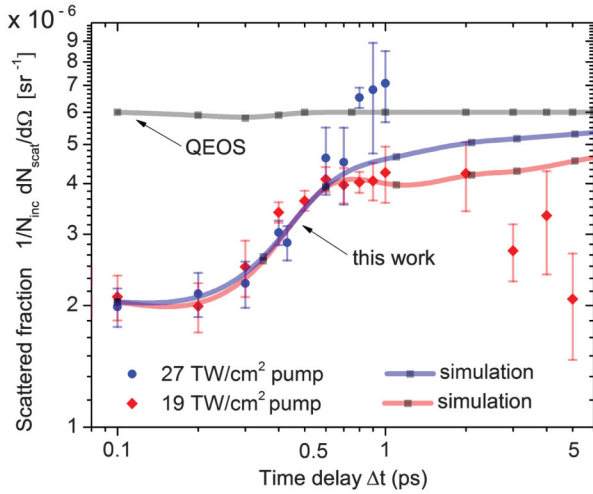 x 10⁻⁶
9
8
7
6
5
4
3
2
1
Scattered fraction 1/N_inc dN_scat/dΩ [sr⁻¹]
QEOS
this work
27 TW/cm² pump
simulation
19 TW/cm² pump
simulation
0.1
0.5
1
5
Time delay Δt (ps)